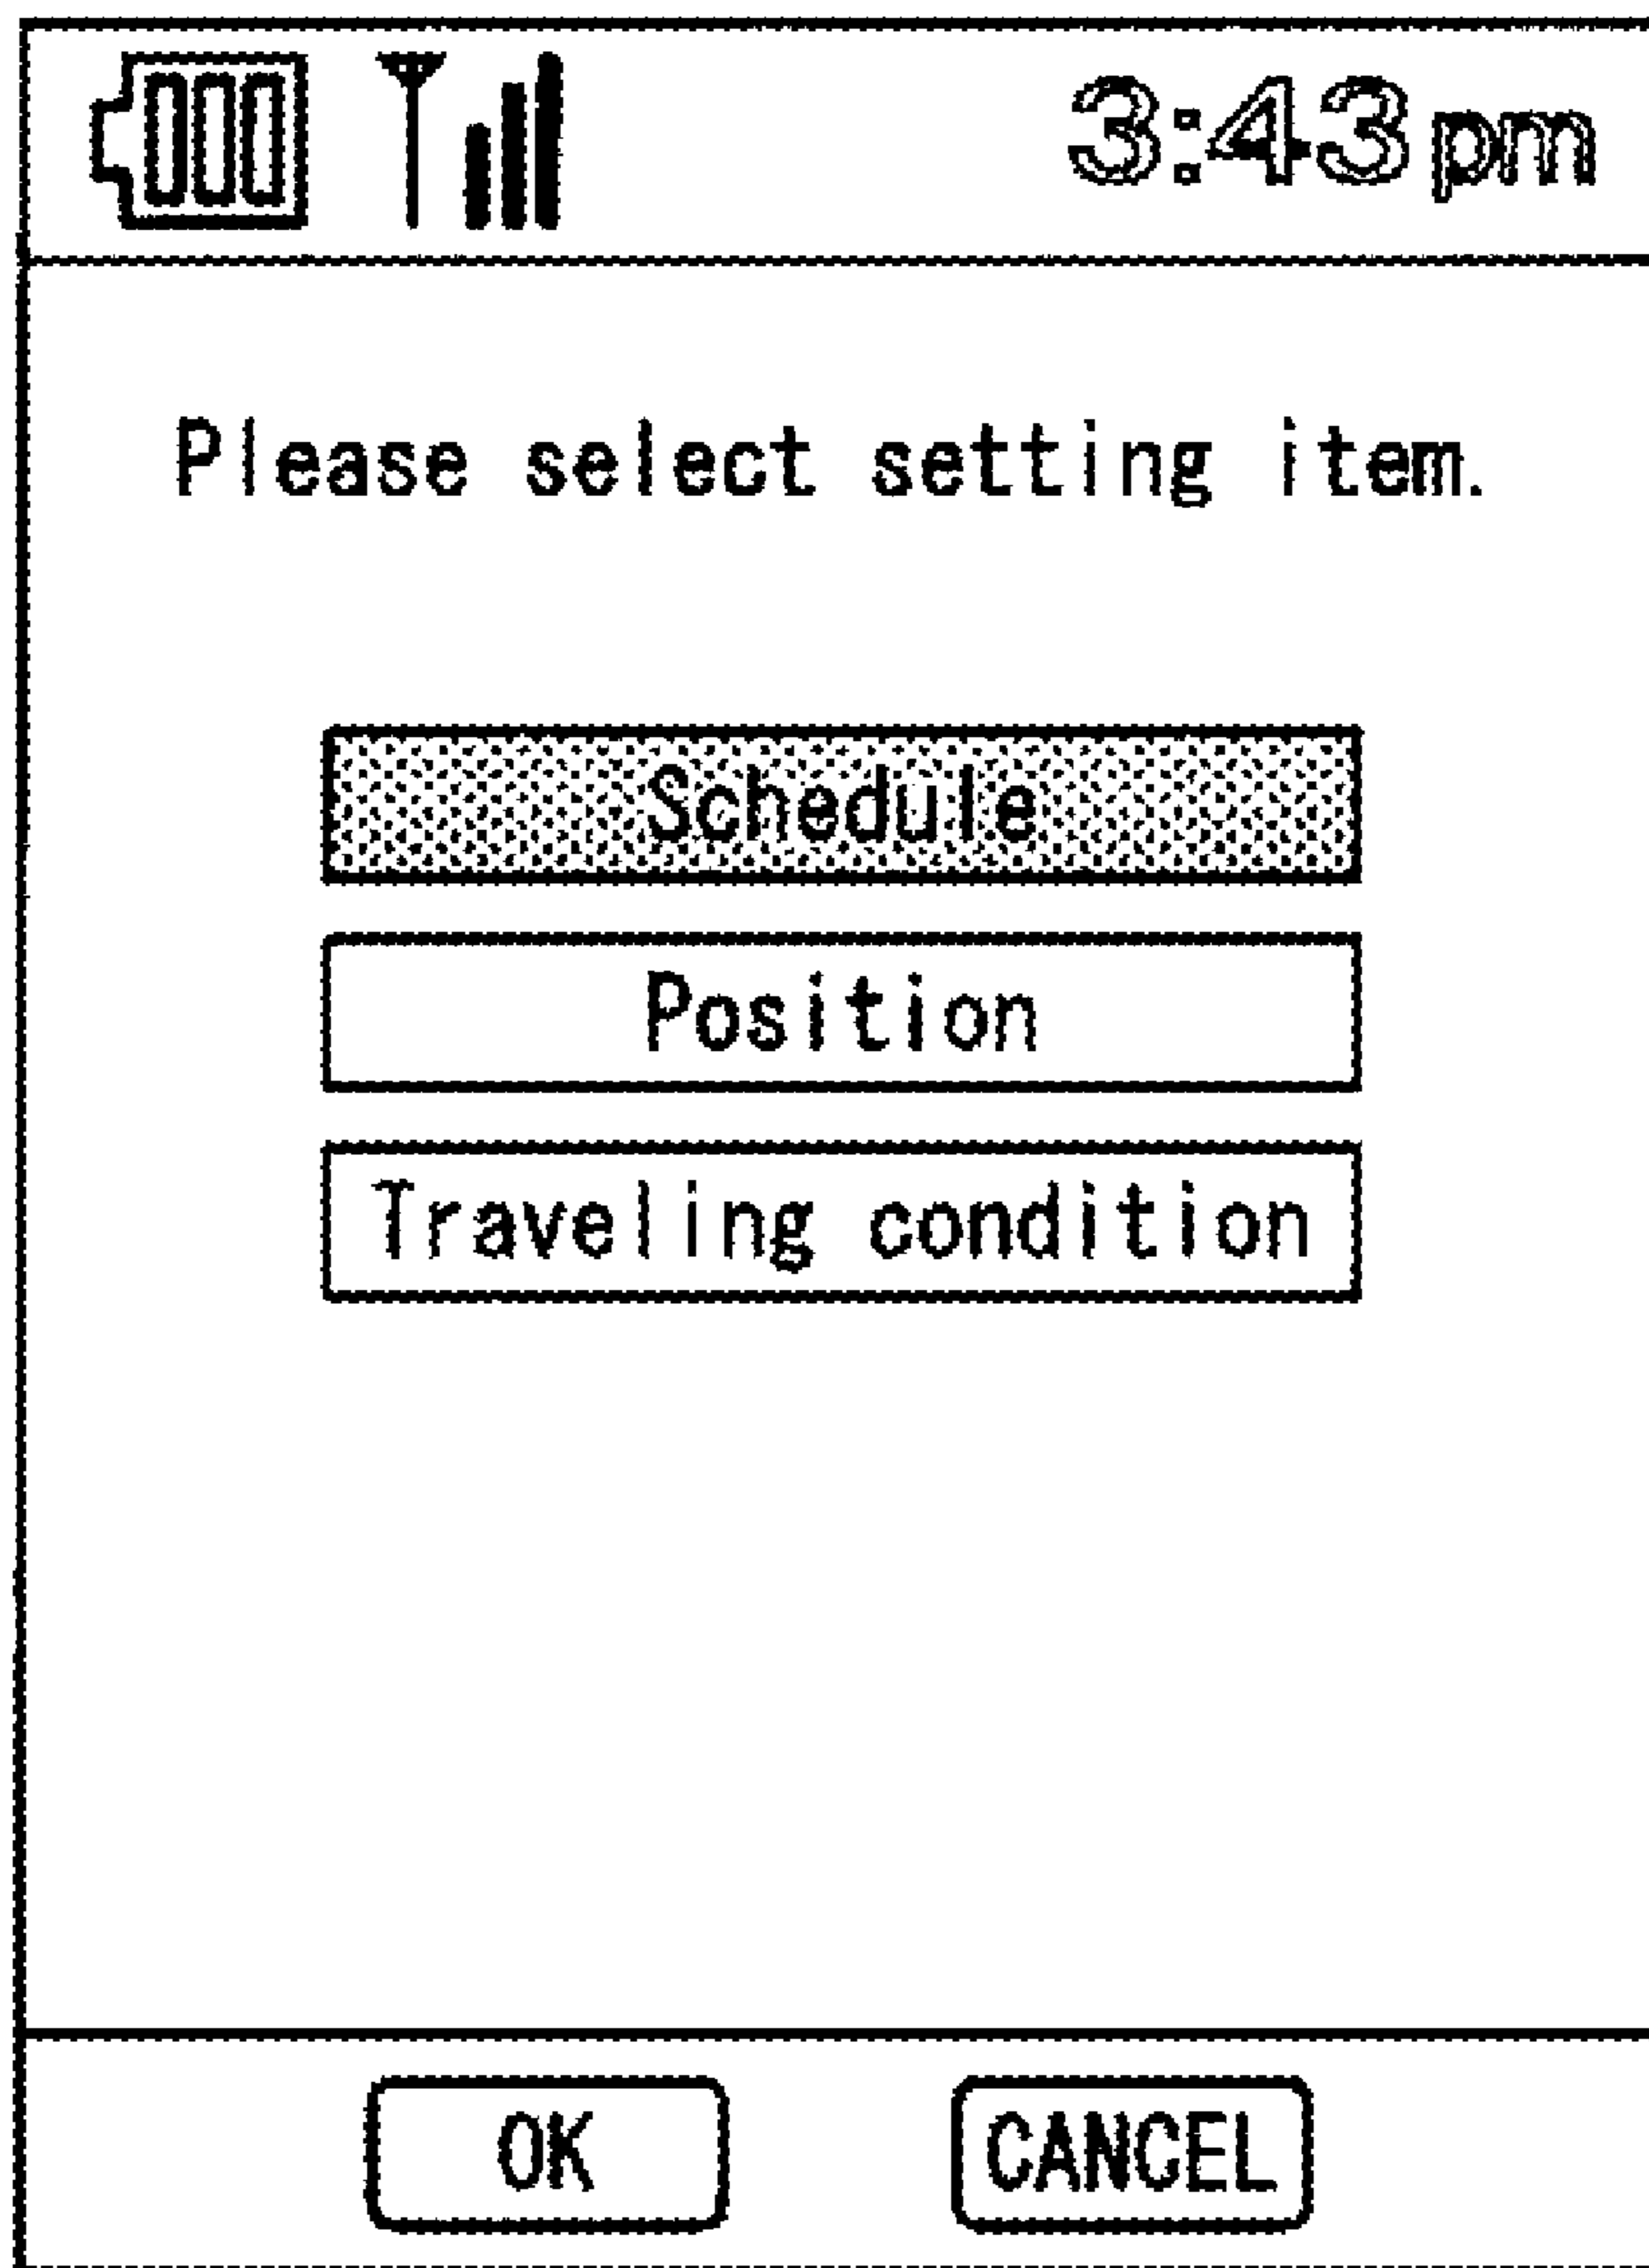 3:43pm
Please select setting item.
Schedule
Position
Traveling condition
OK CANCEL